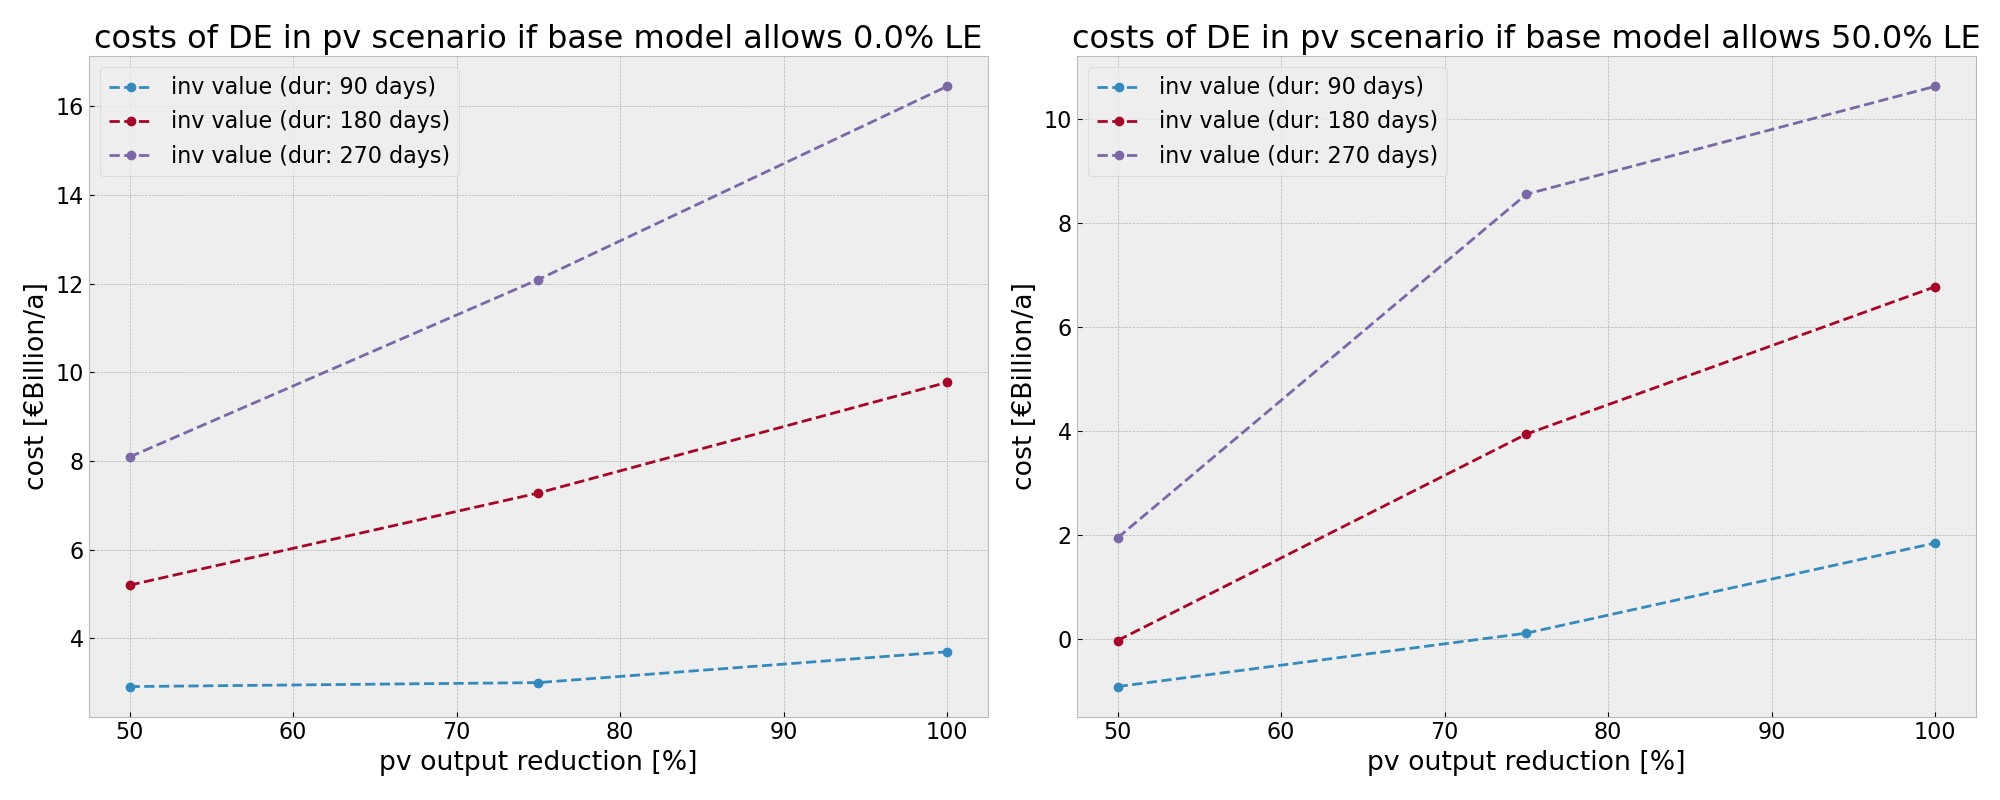 costs of DE in pv scenario if base model allows 0.0% LE
inv value (dur: 90 days)
inv value (dur: 180 days)
inv value (dur: 270 days)
16
14
12
10
8
6
4
cost [€Billion/a]
50 60 70 80 90 100
pv output reduction [%]
costs of DE in pv scenario if base model allows 50.0% LE
inv value (dur: 90 days)
inv value (dur: 180 days)
inv value (dur: 270 days)
10
8
6
4
2
0
cost [€Billion/a]
50 60 70 80 90 100
pv output reduction [%]